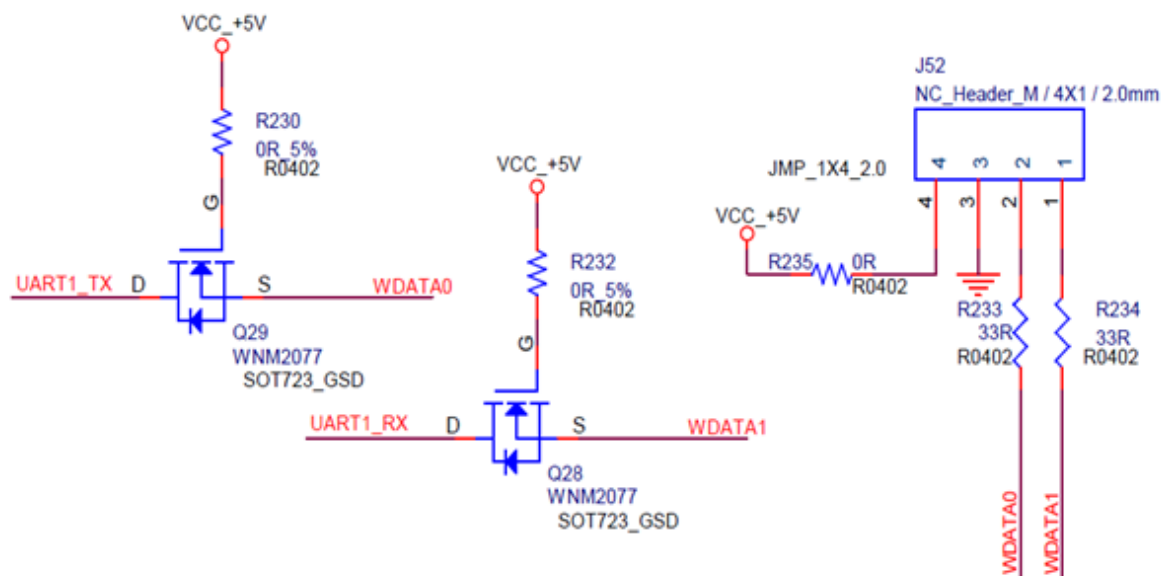 VCC_+5V
R230
0R_5%
R0402
G
UART1_TX
D
S
WDATA0
Q29
WNM2077
SOT723_GSD
VCC_+5V
R232
0R_5%
R0402
G
UART1_RX
D
S
WDATA1
Q28
WNM2077
SOT723_GSD
J52
NC_Header_M / 4X1 / 2.0mm
JMP_1X4_2.0
4
3
2
1
4
3
2
1
VCC_+5V
R235
0R
R0402
R233
33R
R0402
R234
33R
R0402
WDATA0
WDATA1